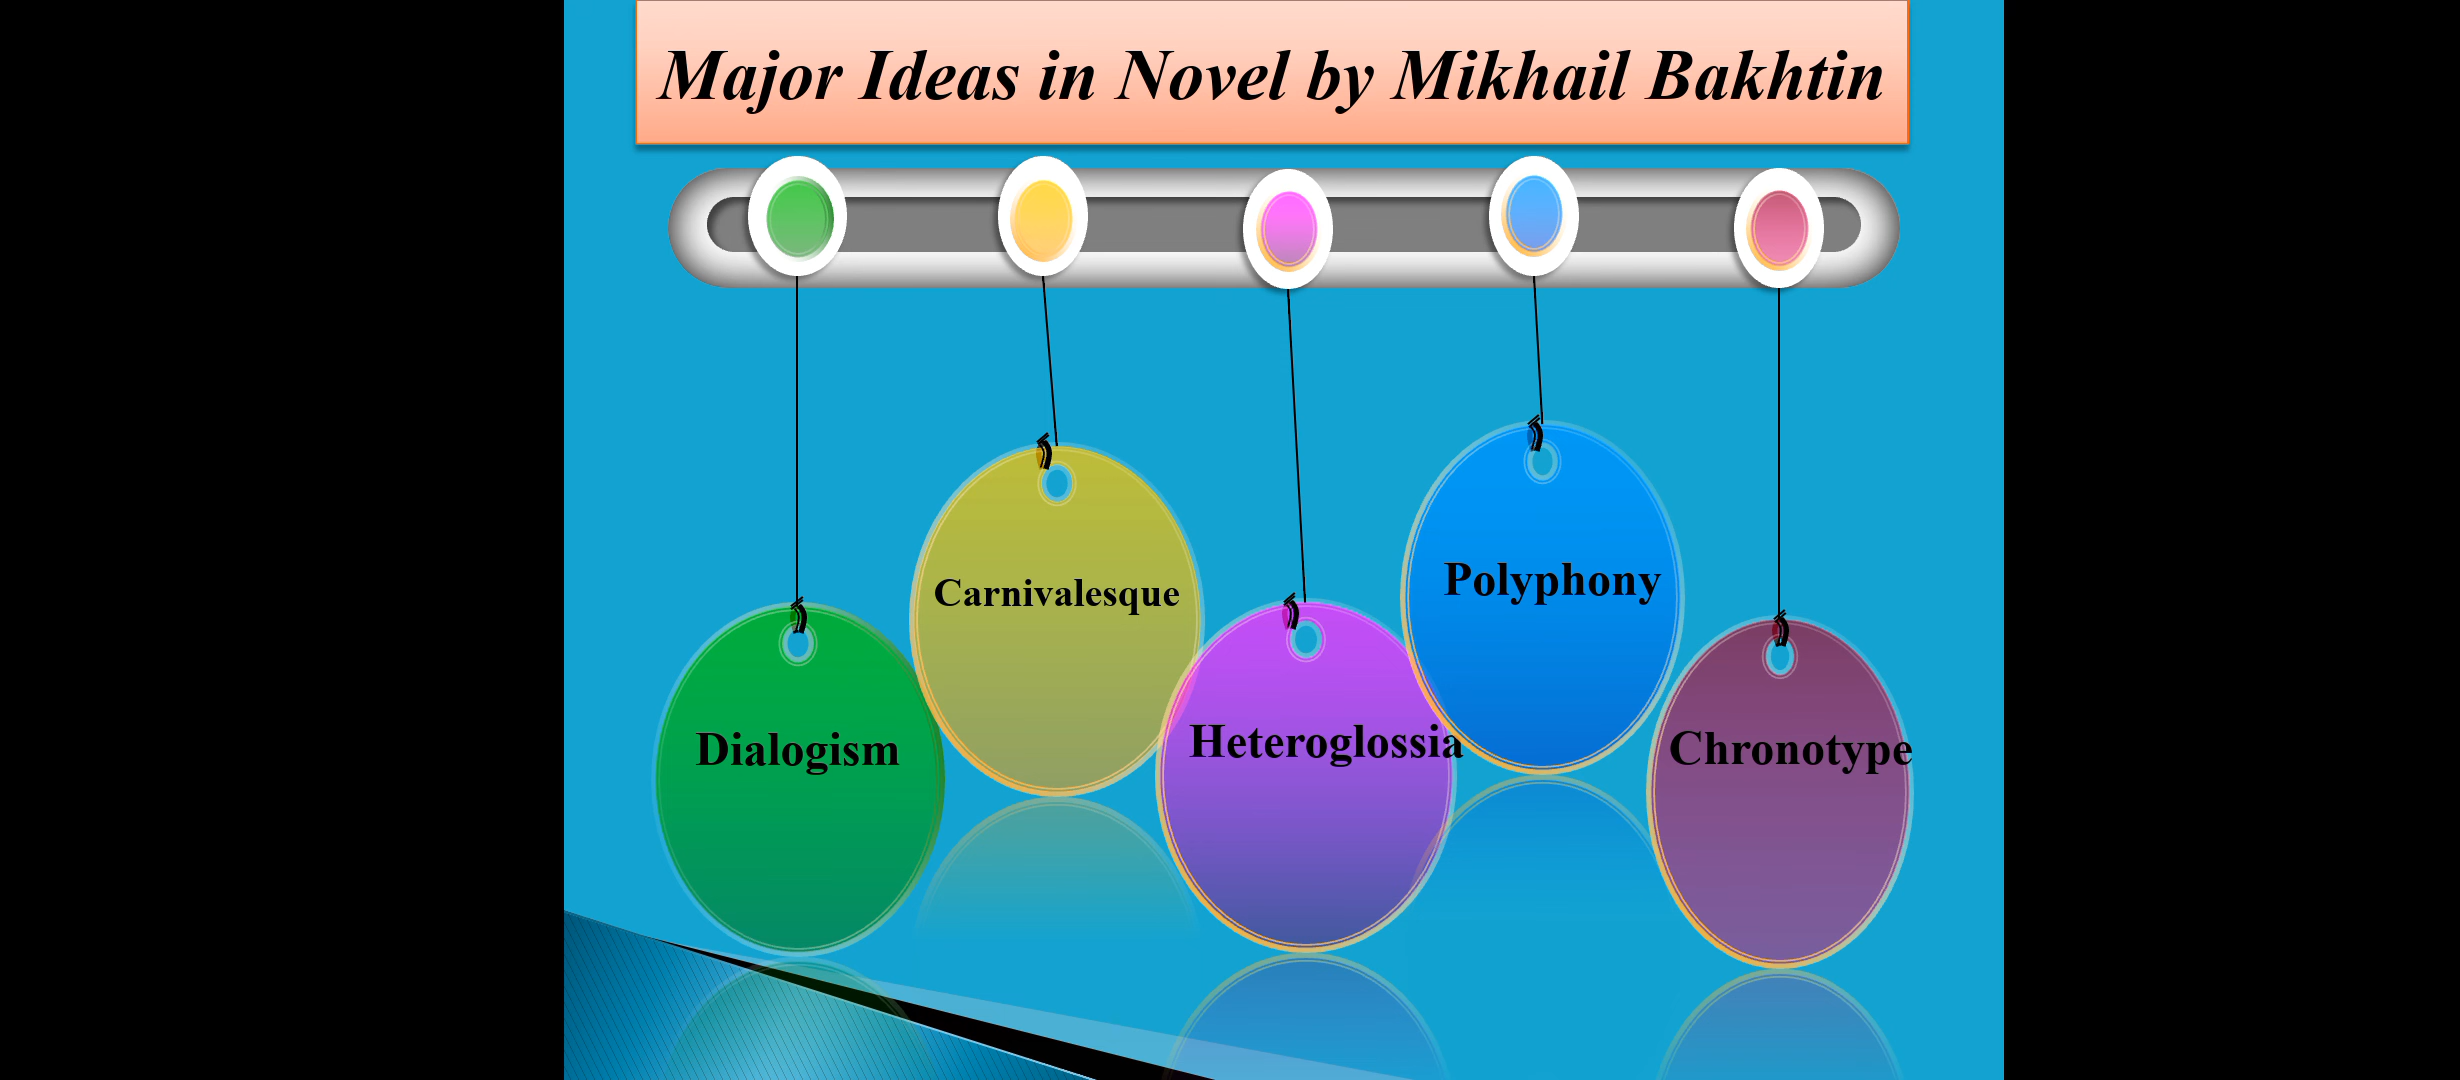 Major Ideas in Novel by Mikhail Bakhtin
Dialogism
Carnivalesque
Heteroglossia
Polyphony
Chronotype